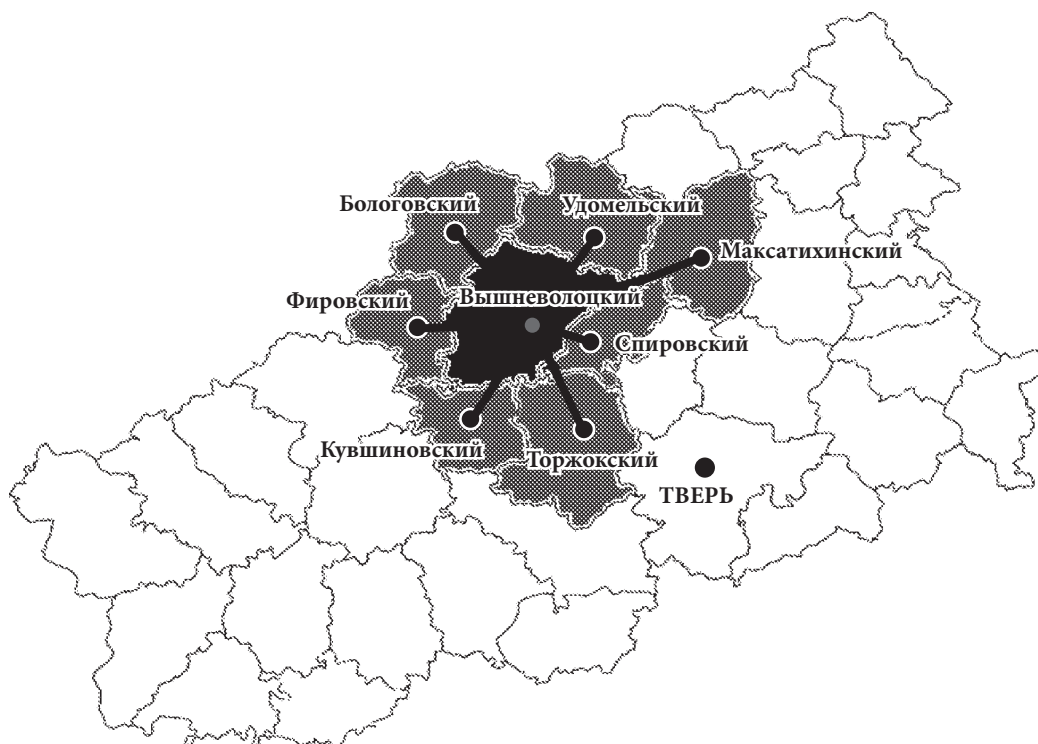 Бологовский
Удомельский
Максатихинский
Фировский
Вышневолоцкий
Спировский
Кувшиновский
Торжокский
ТВЕРЬ